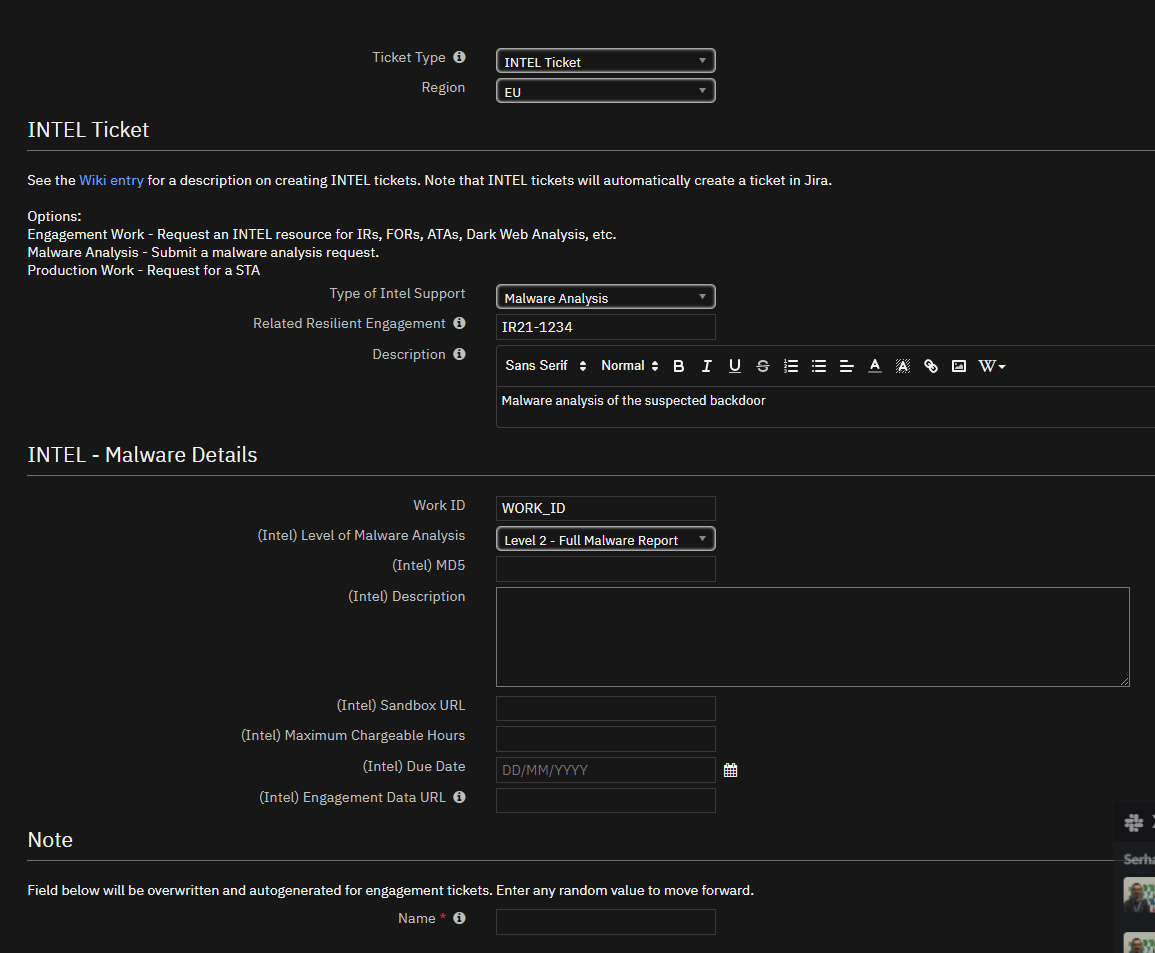 Ticket Type
INTEL Ticket
Region
EU
INTEL Ticket
See the Wiki entry for a description on creating INTEL tickets. Note that INTEL tickets will automatically create a ticket in Jira.
Options:
Engagement Work - Request an INTEL resource for IRs, FORs, ATAs, Dark Web Analysis, etc.
Malware Analysis - Submit a malware analysis request.
Production Work - Request for a STA
Type of Intel Support
Malware Analysis
Related Resilient Engagement
IR21-1234
Description
Sans Serif Normal B I U S A A W
Malware analysis of the suspected backdoor
INTEL - Malware Details
Work ID
WORK_ID
(Intel) Level of Malware Analysis
Level 2 - Full Malware Report
(Intel) MD5
(Intel) Description
(Intel) Sandbox URL
(Intel) Maximum Chargeable Hours
(Intel) Due Date
DD/MM/YYYY
(Intel) Engagement Data URL
Note
Field below will be overwritten and autogenerated for engagement tickets. Enter any random value to move forward.
Name *